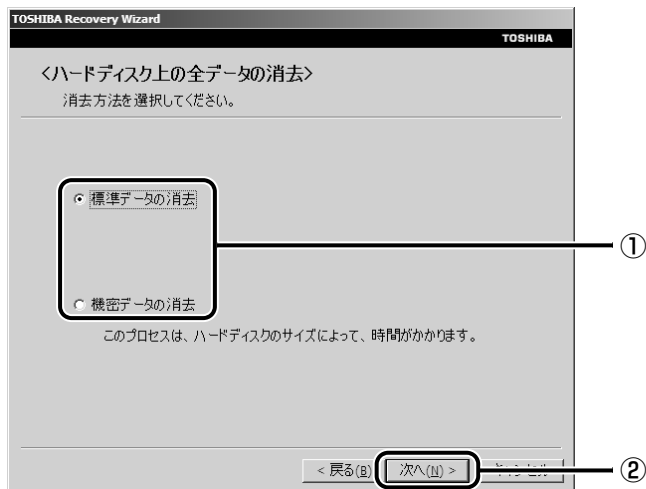 TOSHIBA Recovery Wizard
TOSHIBA
<ハードディスク上の全データの消去>
消去方法を選択してください。
標準データの消去
①
機密データの消去
このプロセスは、ハードディスクのサイズによって、時間がかかります。
< 戻る(B) 次へ(N) > ②